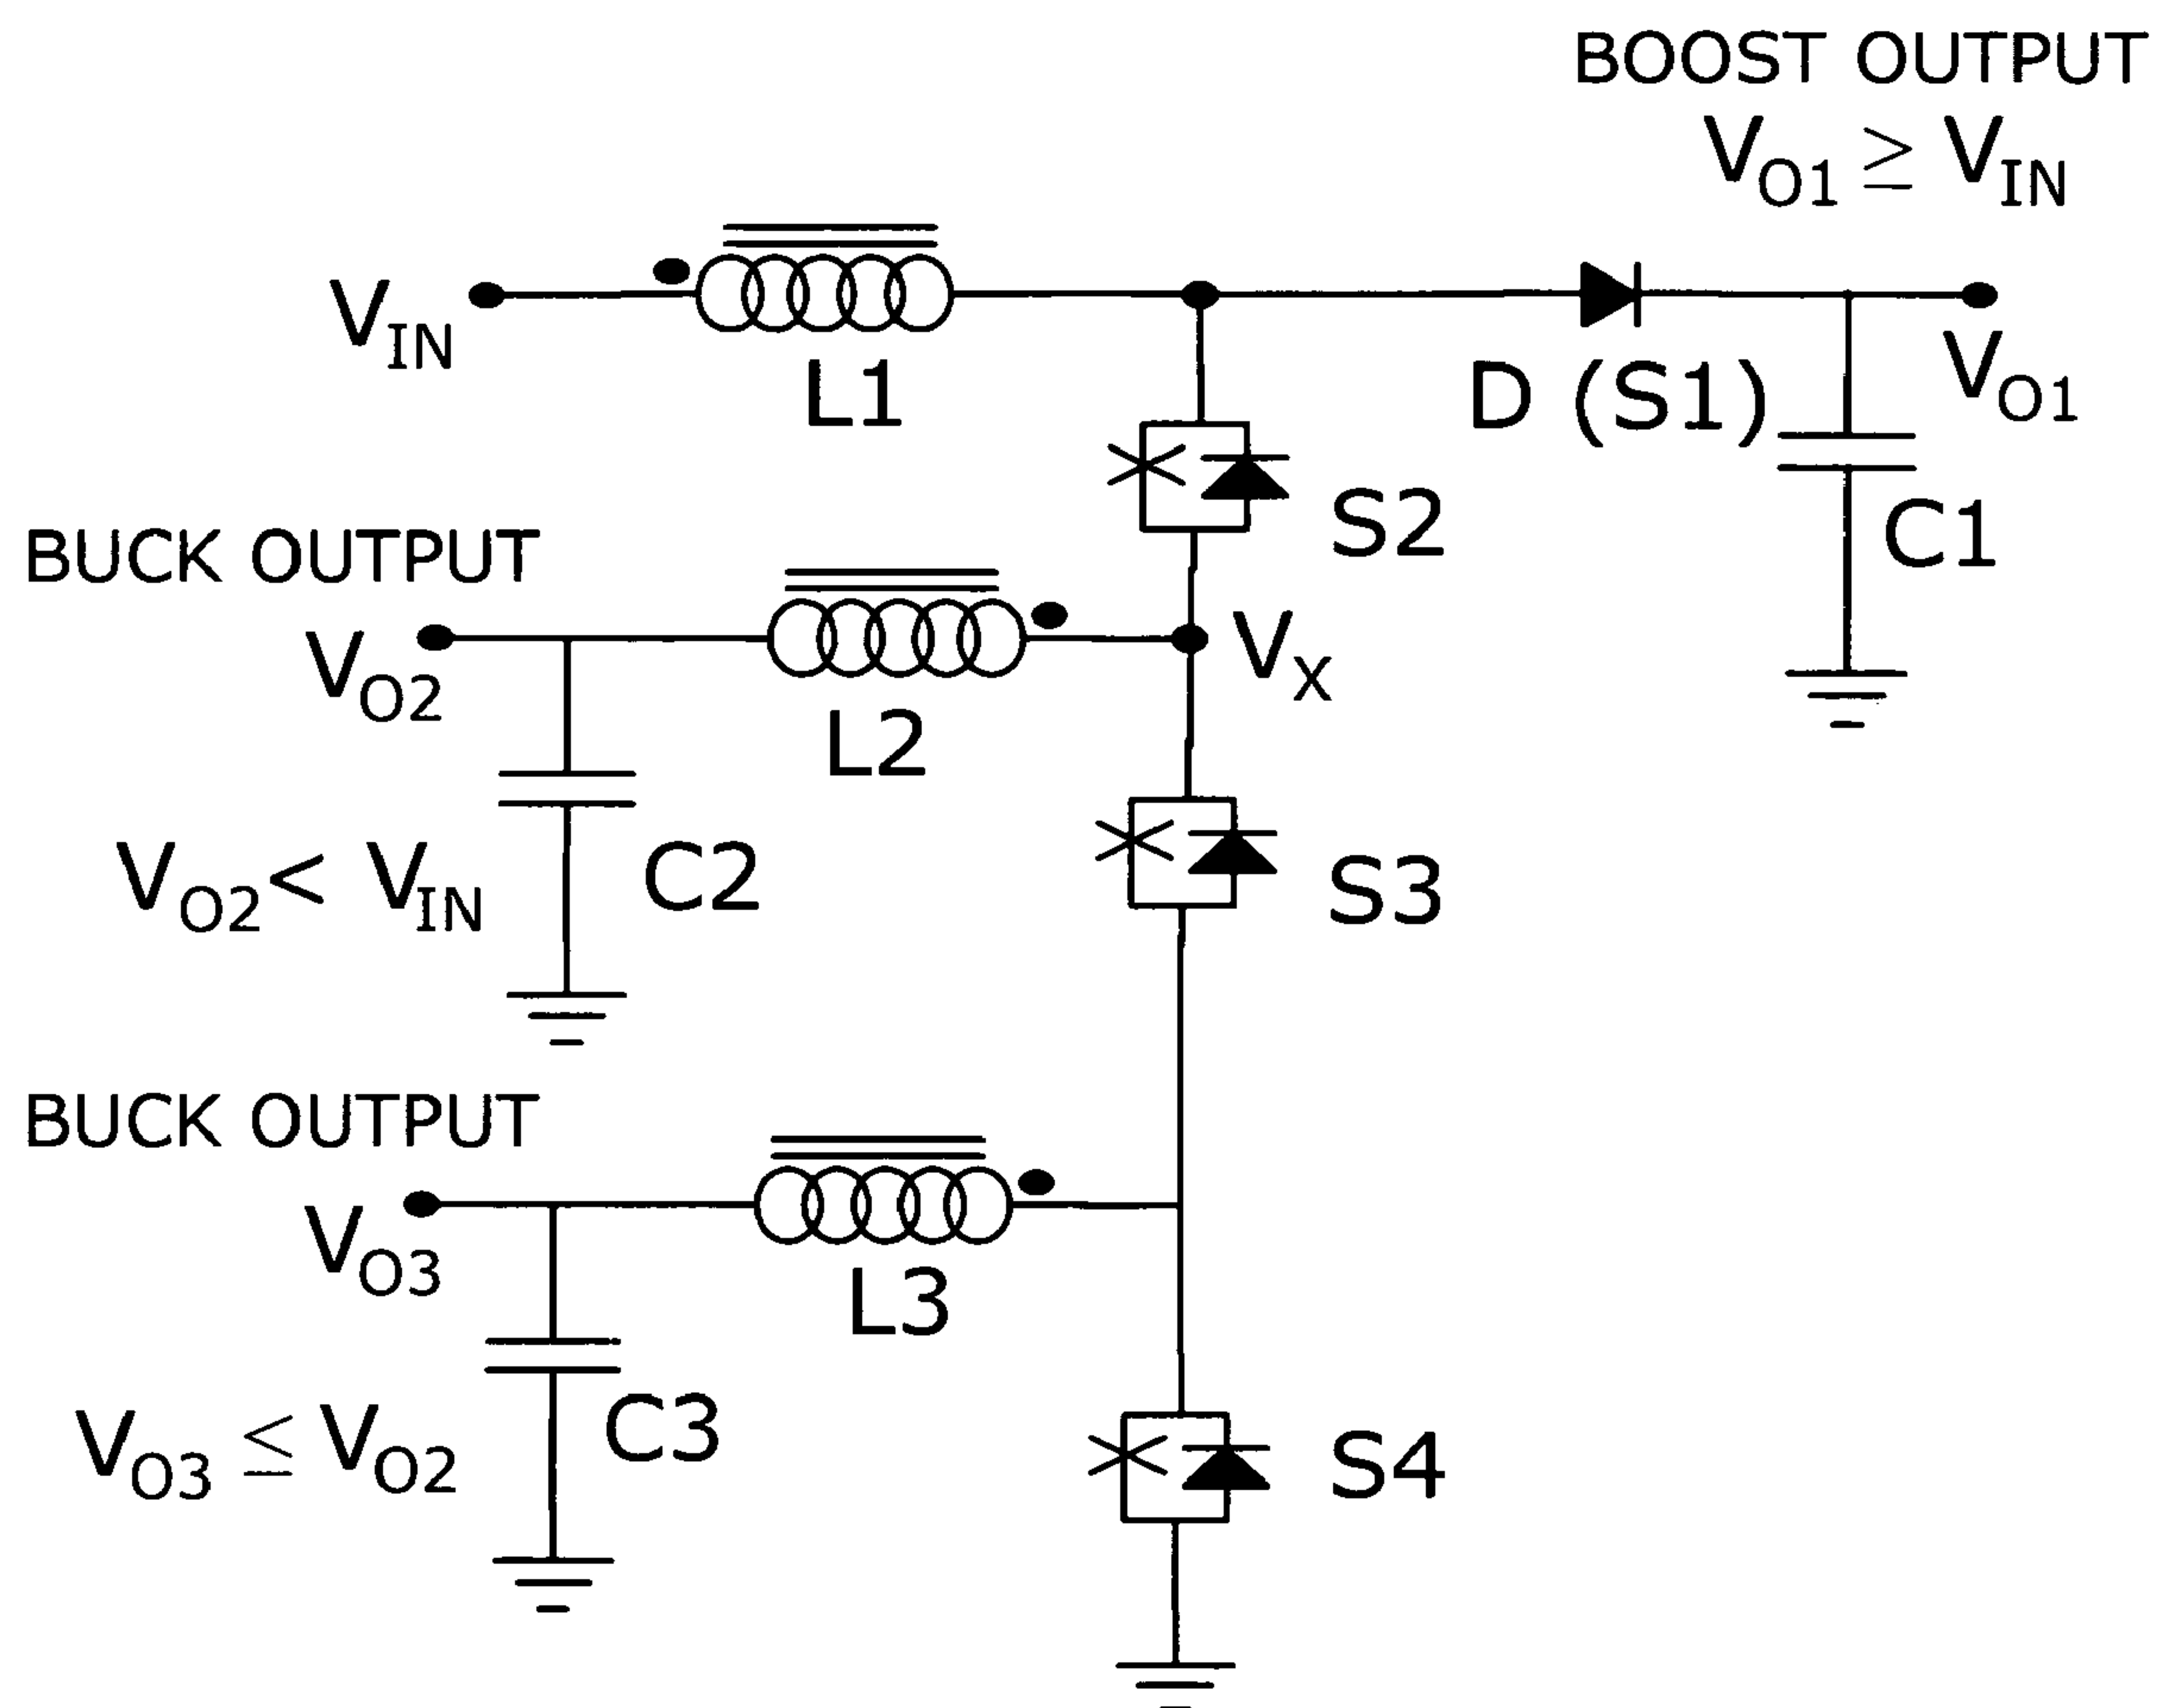 BOOST OUTPUT
VO1 ≥ VIN
VIN
L1
D (S1)
VO1
S2
C1
BUCK OUTPUT
VO2
L2
VX
VO2< VIN
C2
S3
BUCK OUTPUT
VO3
L3
VO3 ≤ VO2
C3
S4